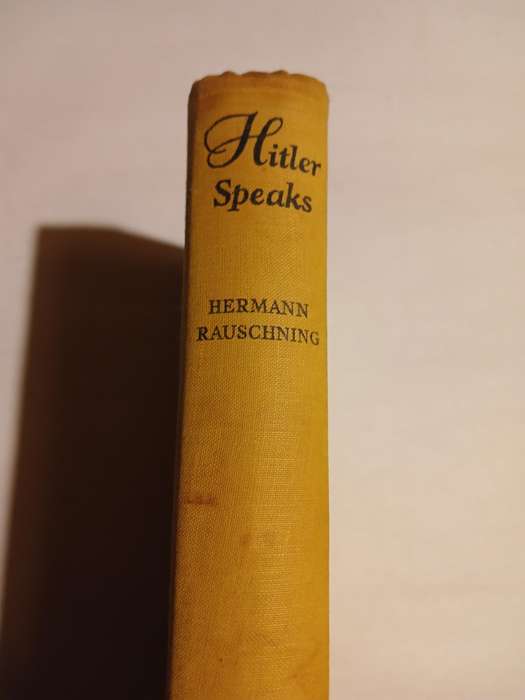 Hitler
Speaks
HERMANN
RAUSCHNING